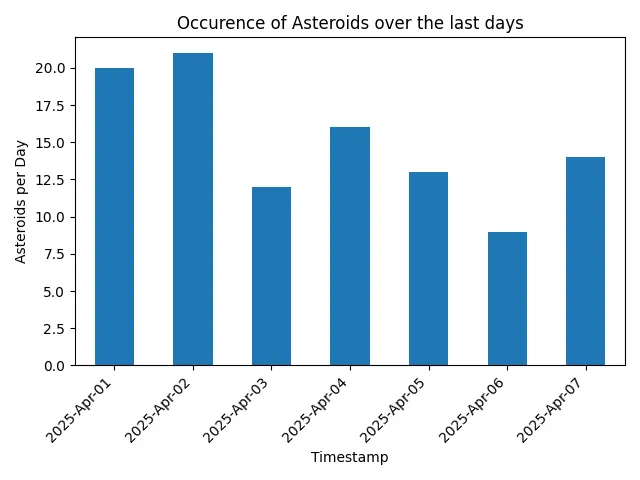 Occurence of Asteroids over the last days
Asteroids per Day
20.0
17.5
15.0
12.5
10.0
7.5
5.0
2.5
0.0
2025-Apr-01
2025-Apr-02
2025-Apr-03
2025-Apr-04
2025-Apr-05
2025-Apr-06
2025-Apr-07
Timestamp